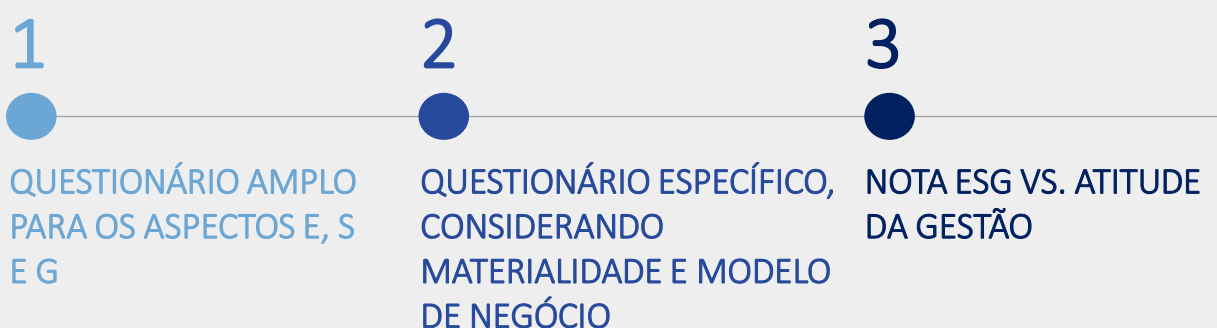 1
QUESTIONÁRIO AMPLO
PARA OS ASPECTOS E, S
E G
2
QUESTIONÁRIO ESPECÍFICO,
CONSIDERANDO
MATERIALIDADE E MODELO
DE NEGÓCIO
3
NOTA ESG VS. ATITUDE
DA GESTÃO